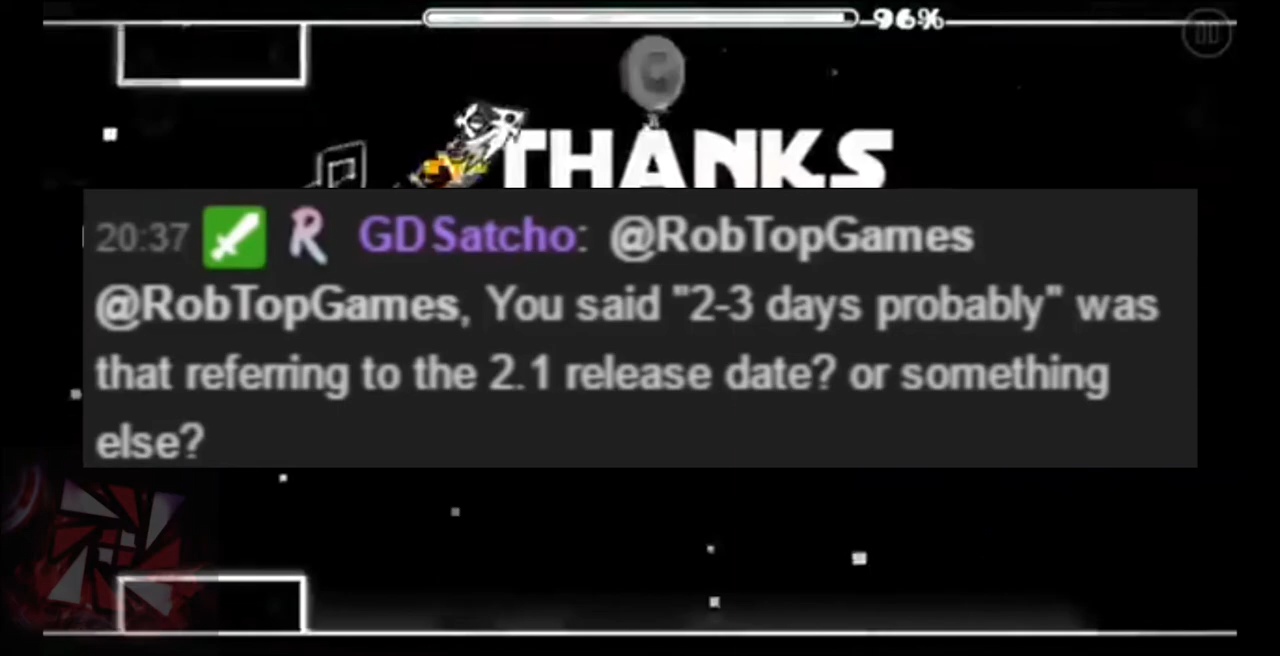 96%
THANKS
20:37 GDSatcho: @RobTopGames
@RobTopGames, You said "2-3 days probably" was
that referring to the 2.1 release date? or something
else?